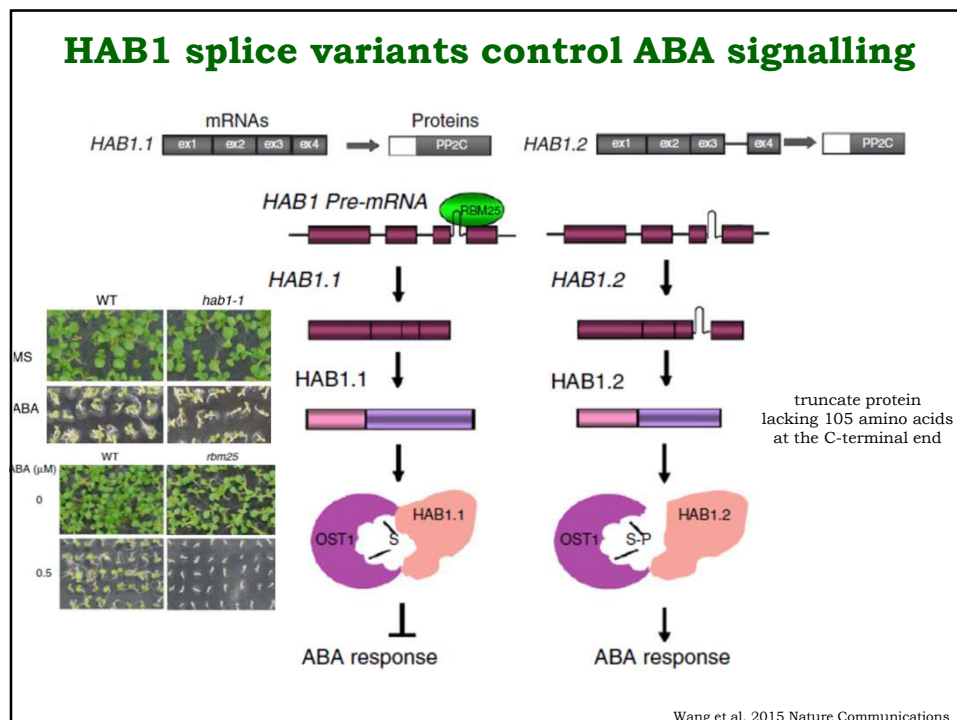 HAB1 splice variants control ABA signalling
mRNAs
Proteins
HAB1.1
ex1 ex2 ex3 ex4
PP2C
HAB1.2
ex1 ex2 ex3 ex4
PP2C
HAB1 Pre-mRNA
RBM25
HAB1.1
HAB1.2
WT
hab1-1
MS
ABA
HAB1.1
HAB1.2
truncate protein
lacking 105 amino acids
at the C-terminal end
ABA (µM)
WT
rbm25
0
0.5
OST1
S
HAB1.1
OST1
S-P
HAB1.2
ABA response
ABA response
Wang et al, 2015 Nature Communications